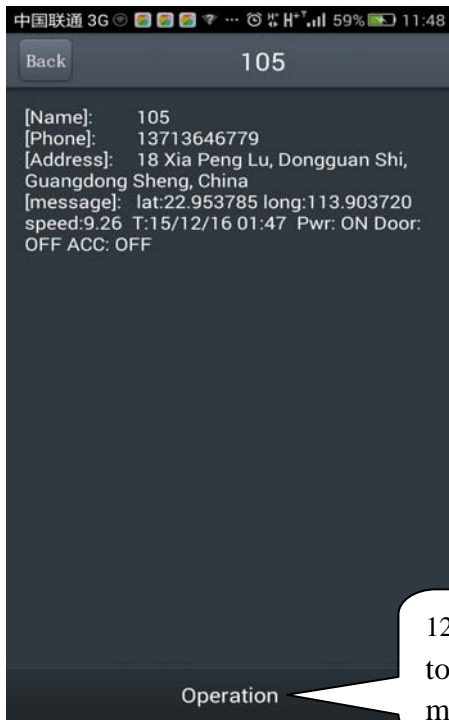 中国联通 3G 59% 11:48
Back 105
[Name]: 105
[Phone]: 13713646779
[Address]: 18 Xia Peng Lu, Dongguan Shi,
Guangdong Sheng, China
[message]: lat:22.953785 long:113.903720
speed:9.26 T:15/12/16 01:47 Pwr: ON Door:
OFF ACC: OFF
12
to
m
Operation